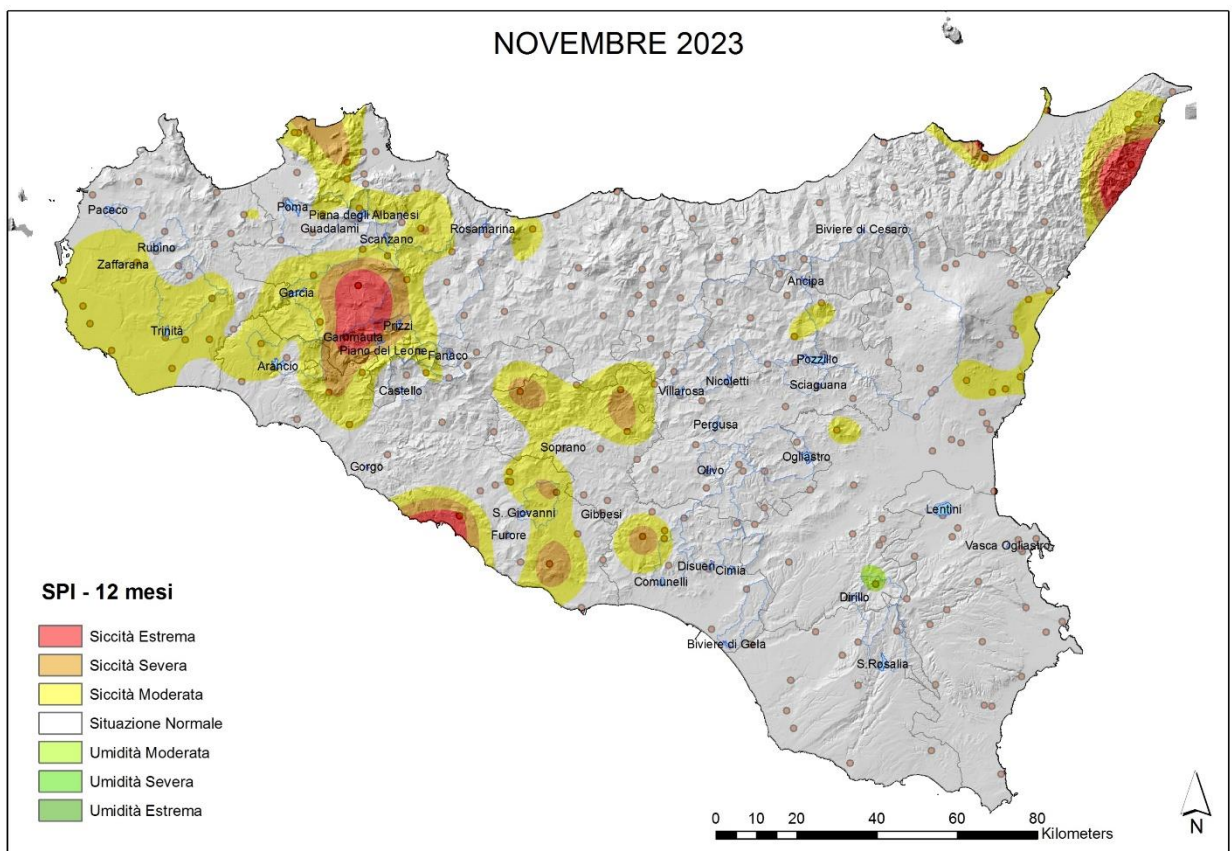 NOVEMBRE 2023
Paceco
Poma
Piana degli Albanesi
Guadalami
Scanzano
Rosamarina
Rubino
Zaffarana
Biviere di Cesarò
Ancipa
Garcia
Trinità
Prizzi
Gammauta
Piano del Leone
Fanaco
Arancio
Castello
Pozzillo
Villarosa
Nicoletti
Sciaguana
Pergusa
Soprano
Ogliastro
Gorgo
Olivo
S. Giovanni
Gibbesi
Lentini
Furore
Vasca Ogliastro
Disueri
Cimia
Comunelli
Dirillo
Biviere di Gela
S.Rosalia
SPI - 12 mesi
Siccità Estrema
Siccità Severa
Siccità Moderata
Situazione Normale
Umidità Moderata
Umidità Severa
Umidità Estrema
0 10 20 40 60 80
Kilometers
N